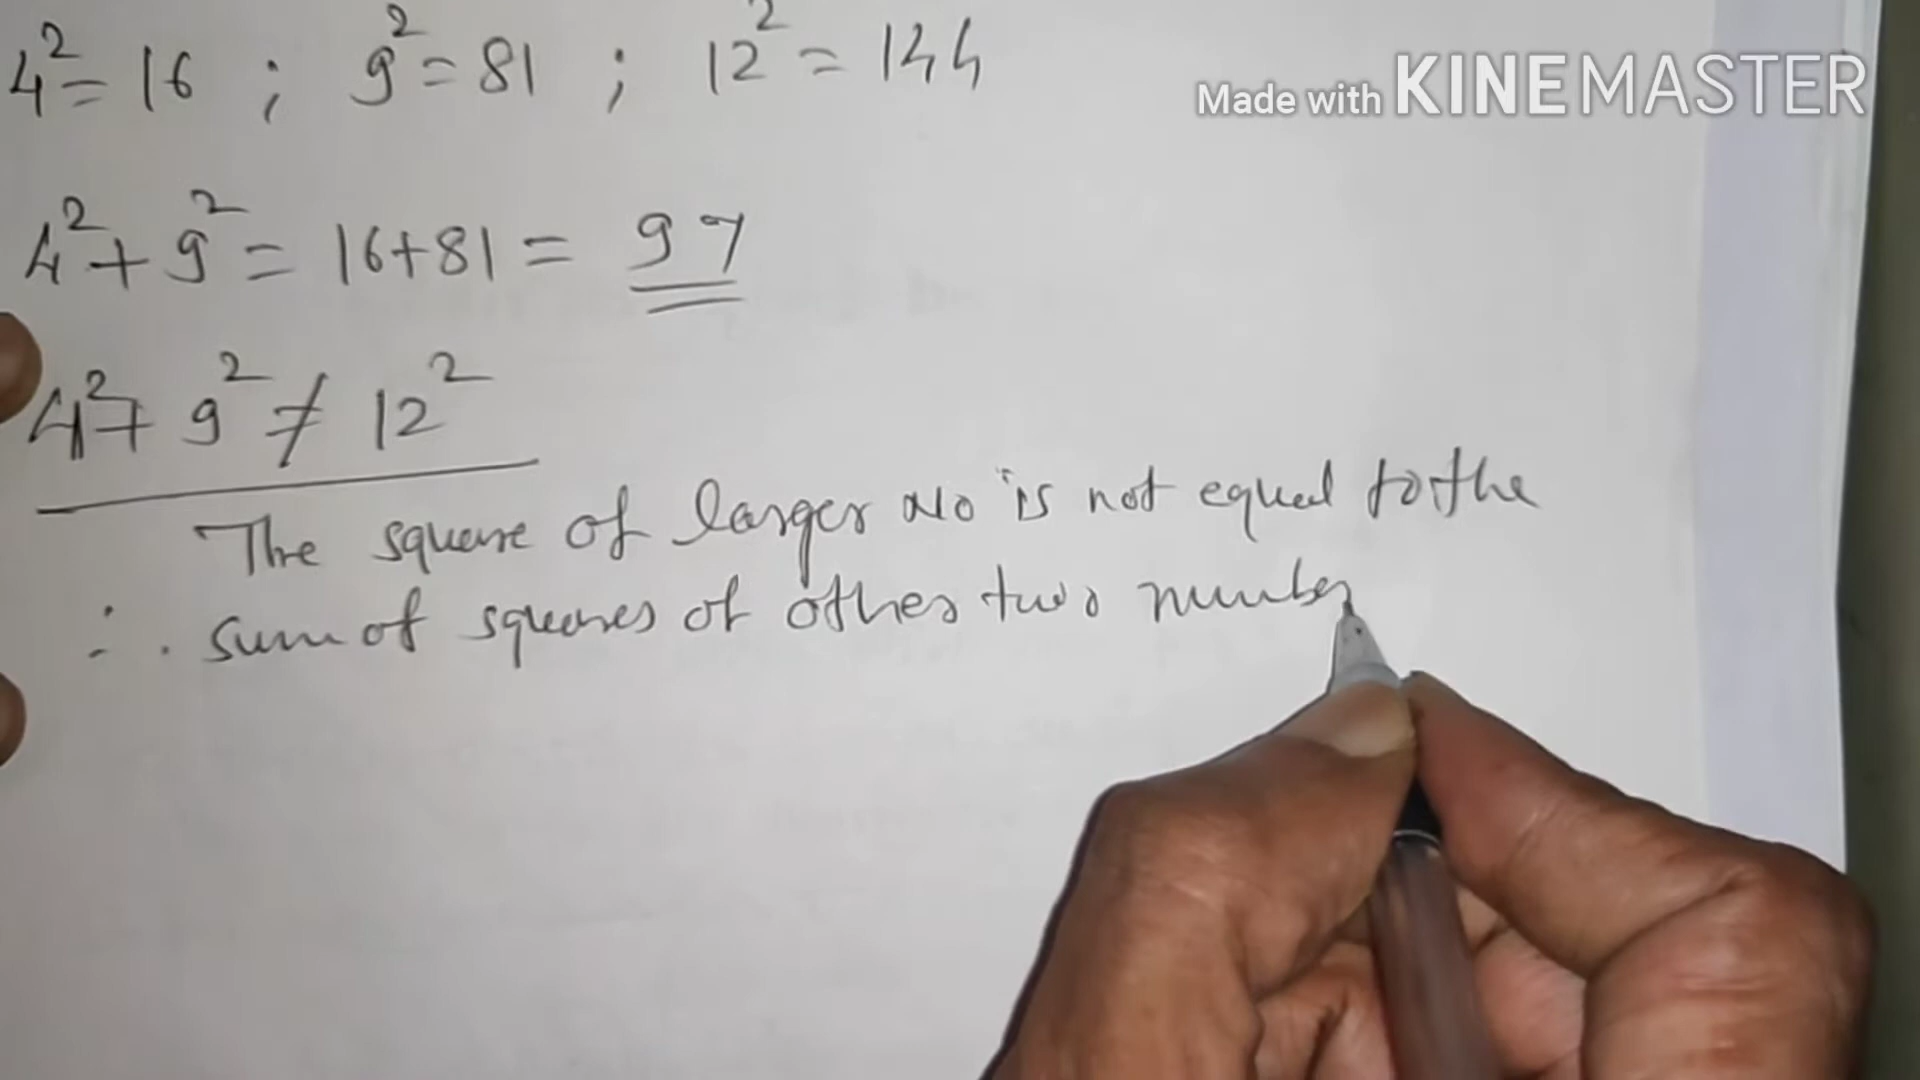 4² = 16 ; 9² = 81 ; 12² = 144
Made with KINEMASTER
4² + 9² = 16+81 = 97
4² + 9² ≠ 12²
The square of larger No is not equal to the
∴ sum of squares of other two number